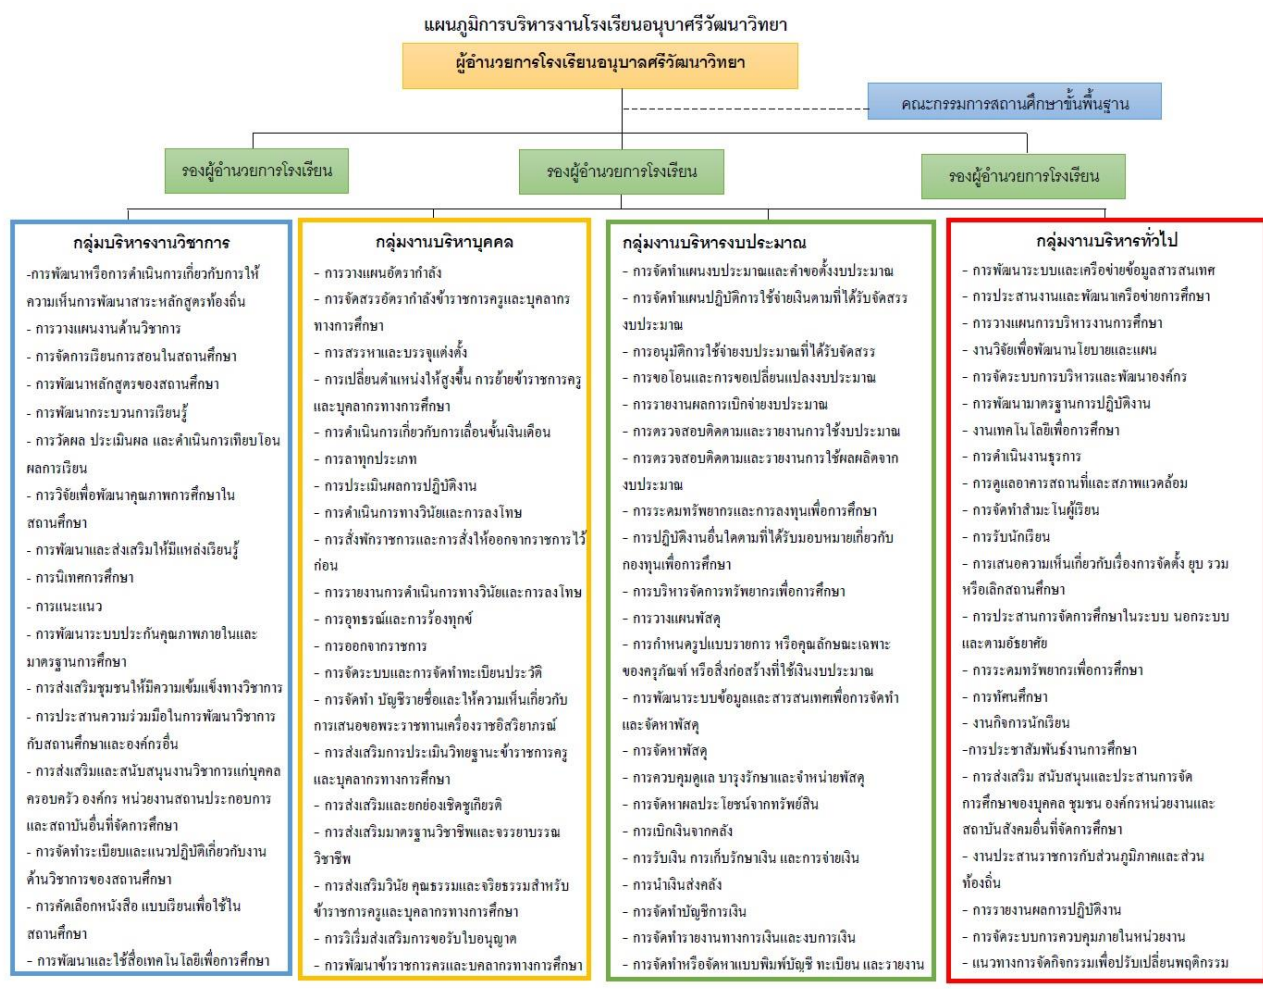 แผนภูมิการบริหารงานโรงเรียนอนุบาศรีวัฒนาวิทยา
ผู้อำนวยการโรงเรียนอนุบาลศรีวัฒนาวิทยา
คณะกรรมการสถานศึกษาขั้นพื้นฐาน
รองผู้อำนวยการโรงเรียน
รองผู้อำนวยการโรงเรียน
รองผู้อำนวยการโรงเรียน
กลุ่มบริหารงานวิชาการ
-การพัฒนาหรือการดำเนินการเกี่ยวกับการให้
ความเห็นการพัฒนาสาระหลักสูตรท้องถิ่น
- การวางแผนงานด้านวิชาการ
- การจัดการเรียนการสอนในสถานศึกษา
- การพัฒนาหลักสูตรของสถานศึกษา
- การพัฒนากระบวนการเรียนรู้
- การวัดผล ประเมินผล และดำเนินการเทียบโอน
ผลการเรียน
- การวิจัยเพื่อพัฒนาคุณภาพการศึกษาใน
สถานศึกษา
- การพัฒนาและส่งเสริมให้มีแหล่งเรียนรู้
- การนิเทศการศึกษา
- การแนะแนว
- การพัฒนาระบบประกันคุณภาพภายในและ
มาตรฐานการศึกษา
- การส่งเสริมชุมชนให้มีความเข้มแข็งทางวิชาการ
- การประสานความร่วมมือในการพัฒนาวิชาการ
กับสถานศึกษาและองค์กรอื่น
- การส่งเสริมและสนับสนุนงานวิชาการแก่บุคคล
ครอบครัว องค์กร หน่วยงานสถานประกอบการ
และสถาบันอื่นที่จัดการศึกษา
- การจัดทำระเบียบและแนวปฏิบัติเกี่ยวกับงาน
ด้านวิชาการของสถานศึกษา
- การคัดเลือกหนังสือ แบบเรียนเพื่อใช้ใน
สถานศึกษา
- การพัฒนาและใช้สื่อเทคโนโลยีเพื่อการศึกษา
กลุ่มงานบริหาบุคคล
- การวางแผนอัตรากำลัง
- การจัดสรรอัตรากำลังข้าราชการครูและบุคลากร
ทางการศึกษา
- การสรรหาและบรรจุแต่งตั้ง
- การเปลี่ยนตำแหน่งให้สูงขึ้น การย้ายข้าราชการครู
และบุคลากรทางการศึกษา
- การดำเนินการเกี่ยวกับการเลื่อนขั้นเงินเดือน
- การลาทุกประเภท
- การประเมินผลการปฏิบัติงาน
- การดำเนินการทางวินัยและการลงโทษ
- การสั่งพักราชการและการสั่งให้ออกจากราชการไว้
ก่อน
- การรายงานการดำเนินการทางวินัยและการลงโทษ
- การอุทธรณ์และการร้องทุกข์
- การออกจากราชการ
- การจัดระบบและการจัดทำทะเบียนประวัติ
- การจัดทำ บัญชีรายชื่อและให้ความเห็นเกี่ยวกับ
การเสนอขอพระราชทานเครื่องราชอิสริยาภรณ์
- การส่งเสริมการประเมินวิทยฐานะข้าราชการครู
และบุคลากรทางการศึกษา
- การส่งเสริมและยกย่องเชิดชูเกียรติ
- การส่งเสริมมาตรฐานวิชาชีพและจรรยาบรรณ
วิชาชีพ
- การส่งเสริมวินัย คุณธรรมและจริยธรรมสำหรับ
ข้าราชการครูและบุคลากรทางการศึกษา
- การริเริ่มส่งเสริมการขอรับใบอนุญาต
- การพัฒนาข้าราชการครูและบุคลากรทางการศึกษา
กลุ่มงานบริหารงบประมาณ
- การจัดทำแผนงบประมาณและคำขอตั้งงบประมาณ
- การจัดทำแผนปฏิบัติการใช้จ่ายเงินตามที่ได้รับจัดสรร
งบประมาณ
- การอนุมัติการใช้จ่ายงบประมาณที่ได้รับจัดสรร
- การขอโอนและการขอเปลี่ยนแปลงงบประมาณ
- การรายงานผลการเบิกจ่ายงบประมาณ
- การตรวจสอบติดตามและรายงานการใช้งบประมาณ
- การตรวจสอบติดตามและรายงานการใช้ผลผลิตจาก
งบประมาณ
- การระดมทรัพยากรและการลงทุนเพื่อการศึกษา
- การปฏิบัติงานอื่นใดตามที่ได้รับมอบหมายเกี่ยวกับ
กองทุนเพื่อการศึกษา
- การบริหารจัดการทรัพยากรเพื่อการศึกษา
- การวางแผนพัสดุ
- การกำหนดรูปแบบรายการ หรือคุณลักษณะเฉพาะ
ของครุภัณฑ์ หรือสิ่งก่อสร้างที่ใช้เงินงบประมาณ
- การพัฒนาระบบข้อมูลและสารสนเทศเพื่อการจัดทำ
และจัดหาพัสดุ
- การจัดหาพัสดุ
- การควบคุมดูแล บารุงรักษาและจำหน่ายพัสดุ
- การจัดหาผลประโยชน์จากทรัพย์สิน
- การเบิกเงินจากคลัง
- การรับเงิน การเก็บรักษาเงิน และการจ่ายเงิน
- การนำเงินส่งคลัง
- การจัดทำบัญชีการเงิน
- การจัดทำรายงานทางการเงินและงบการเงิน
- การจัดทำหรือจัดหาแบบพิมพ์บัญชี ทะเบียน และรายงาน
กลุ่มงานบริหารทั่วไป
- การพัฒนาระบบและเครือข่ายข้อมูลสารสนเทศ
- การประสานงานและพัฒนาเครือข่ายการศึกษา
- การวางแผนการบริหารงานการศึกษา
- งานวิจัยเพื่อพัฒนานโยบายและแผน
- การจัดระบบการบริหารและพัฒนาองค์กร
- การพัฒนามาตรฐานการปฏิบัติงาน
- งานเทคโนโลยีเพื่อการศึกษา
- การดำเนินงานธุรการ
- การดูแลอาคารสถานที่และสภาพแวดล้อม
- การจัดทำสำมะโนผู้เรียน
- การรับนักเรียน
- การเสนอความเห็นเกี่ยวกับเรื่องการจัดตั้ง ยุบ รวม
หรือเลิกสถานศึกษา
- การประสานการจัดการศึกษาในระบบ นอกระบบ
และตามอัธยาศัย
- การระดมทรัพยากรเพื่อการศึกษา
- การทัศนศึกษา
- งานกิจการนักเรียน
-การประชาสัมพันธ์งานการศึกษา
- การส่งเสริม สนับสนุนและประสานการจัด
การศึกษาของบุคคล ชุมชน องค์กรหน่วยงานและ
สถาบันสังคมอื่นที่จัดการศึกษา
- งานประสานราชการกับส่วนภูมิภาคและส่วน
ท้องถิ่น
- การรายงานผลการปฏิบัติงาน
- การจัดระบบการควบคุมภายในหน่วยงาน
- แนวทางการจัดกิจกรรมเพื่อปรับเปลี่ยนพฤติกรรม